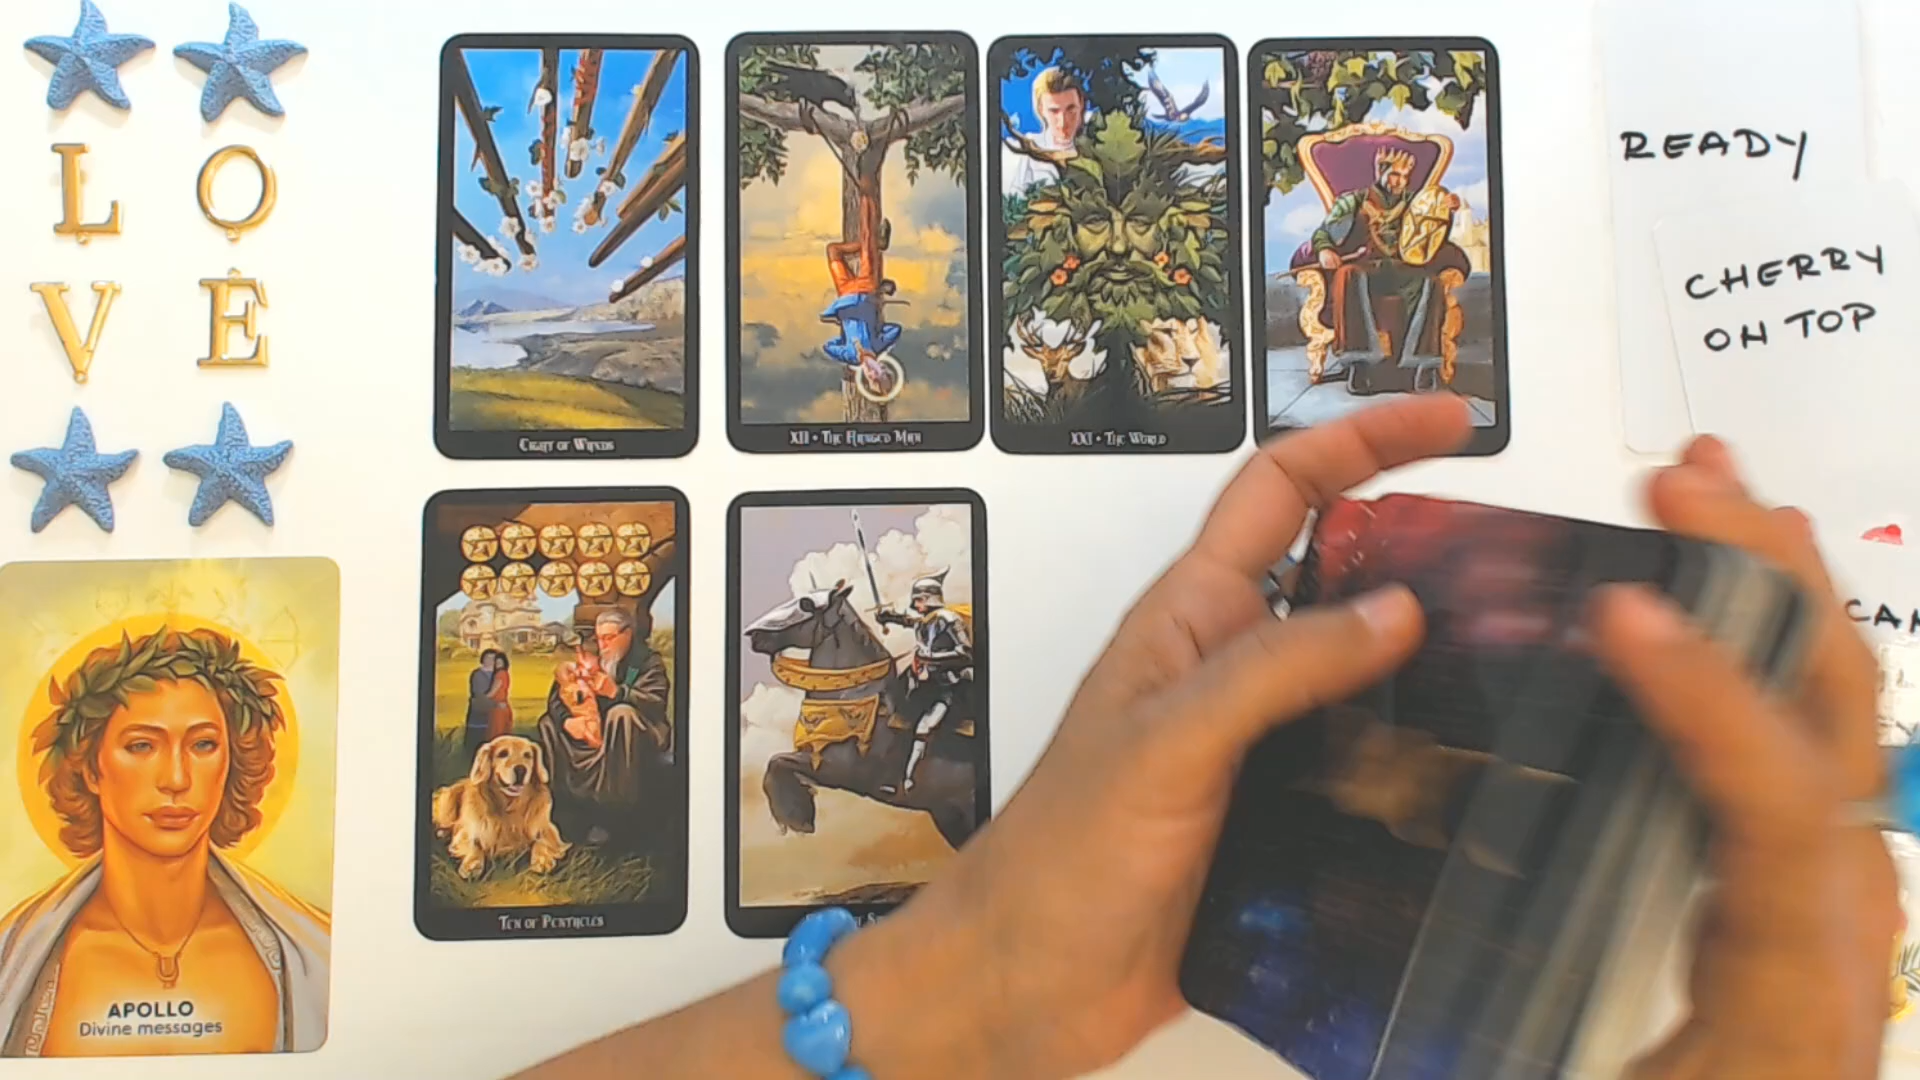 L O
V E
EIGHT OF WANDS
XII • THE HANGED MAN
XXI • THE WORLD
READY
CHERRY
ON TOP
TEN OF PENTACLES
APOLLO
Divine messages